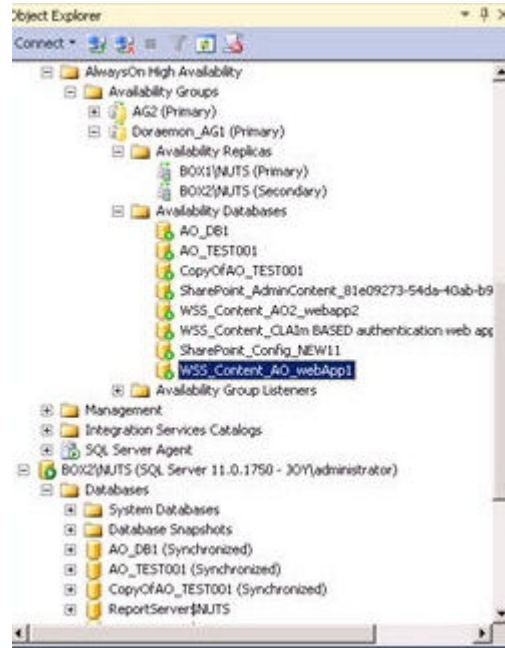 Object Explorer
Connect
AlwaysOn High Availability
Availability Groups
AG2 (Primary)
Doraemon_AG1 (Primary)
Availability Replicas
BOX1\NUTS (Primary)
BOX2\NUTS (Secondary)
Availability Databases
AO_DB1
AO_TEST001
CopyOfAO_TEST001
SharePoint_AdminContent_81e09273-54da-40ab-b9
WSS_Content_AO2_webapp2
WSS_Content_CLAIm BASED authentication web app
SharePoint_Config_NEW11
WSS_Content_AO_webApp1
Availability Group Listeners
Management
Integration Services Catalogs
SQL Server Agent
BOX2\NUTS (SQL Server 11.0.1750 - JOY\administrator)
Databases
System Databases
Database Snapshots
AO_DB1 (Synchronized)
AO_TEST001 (Synchronized)
CopyOfAO_TEST001 (Synchronized)
ReportServer$NUTS